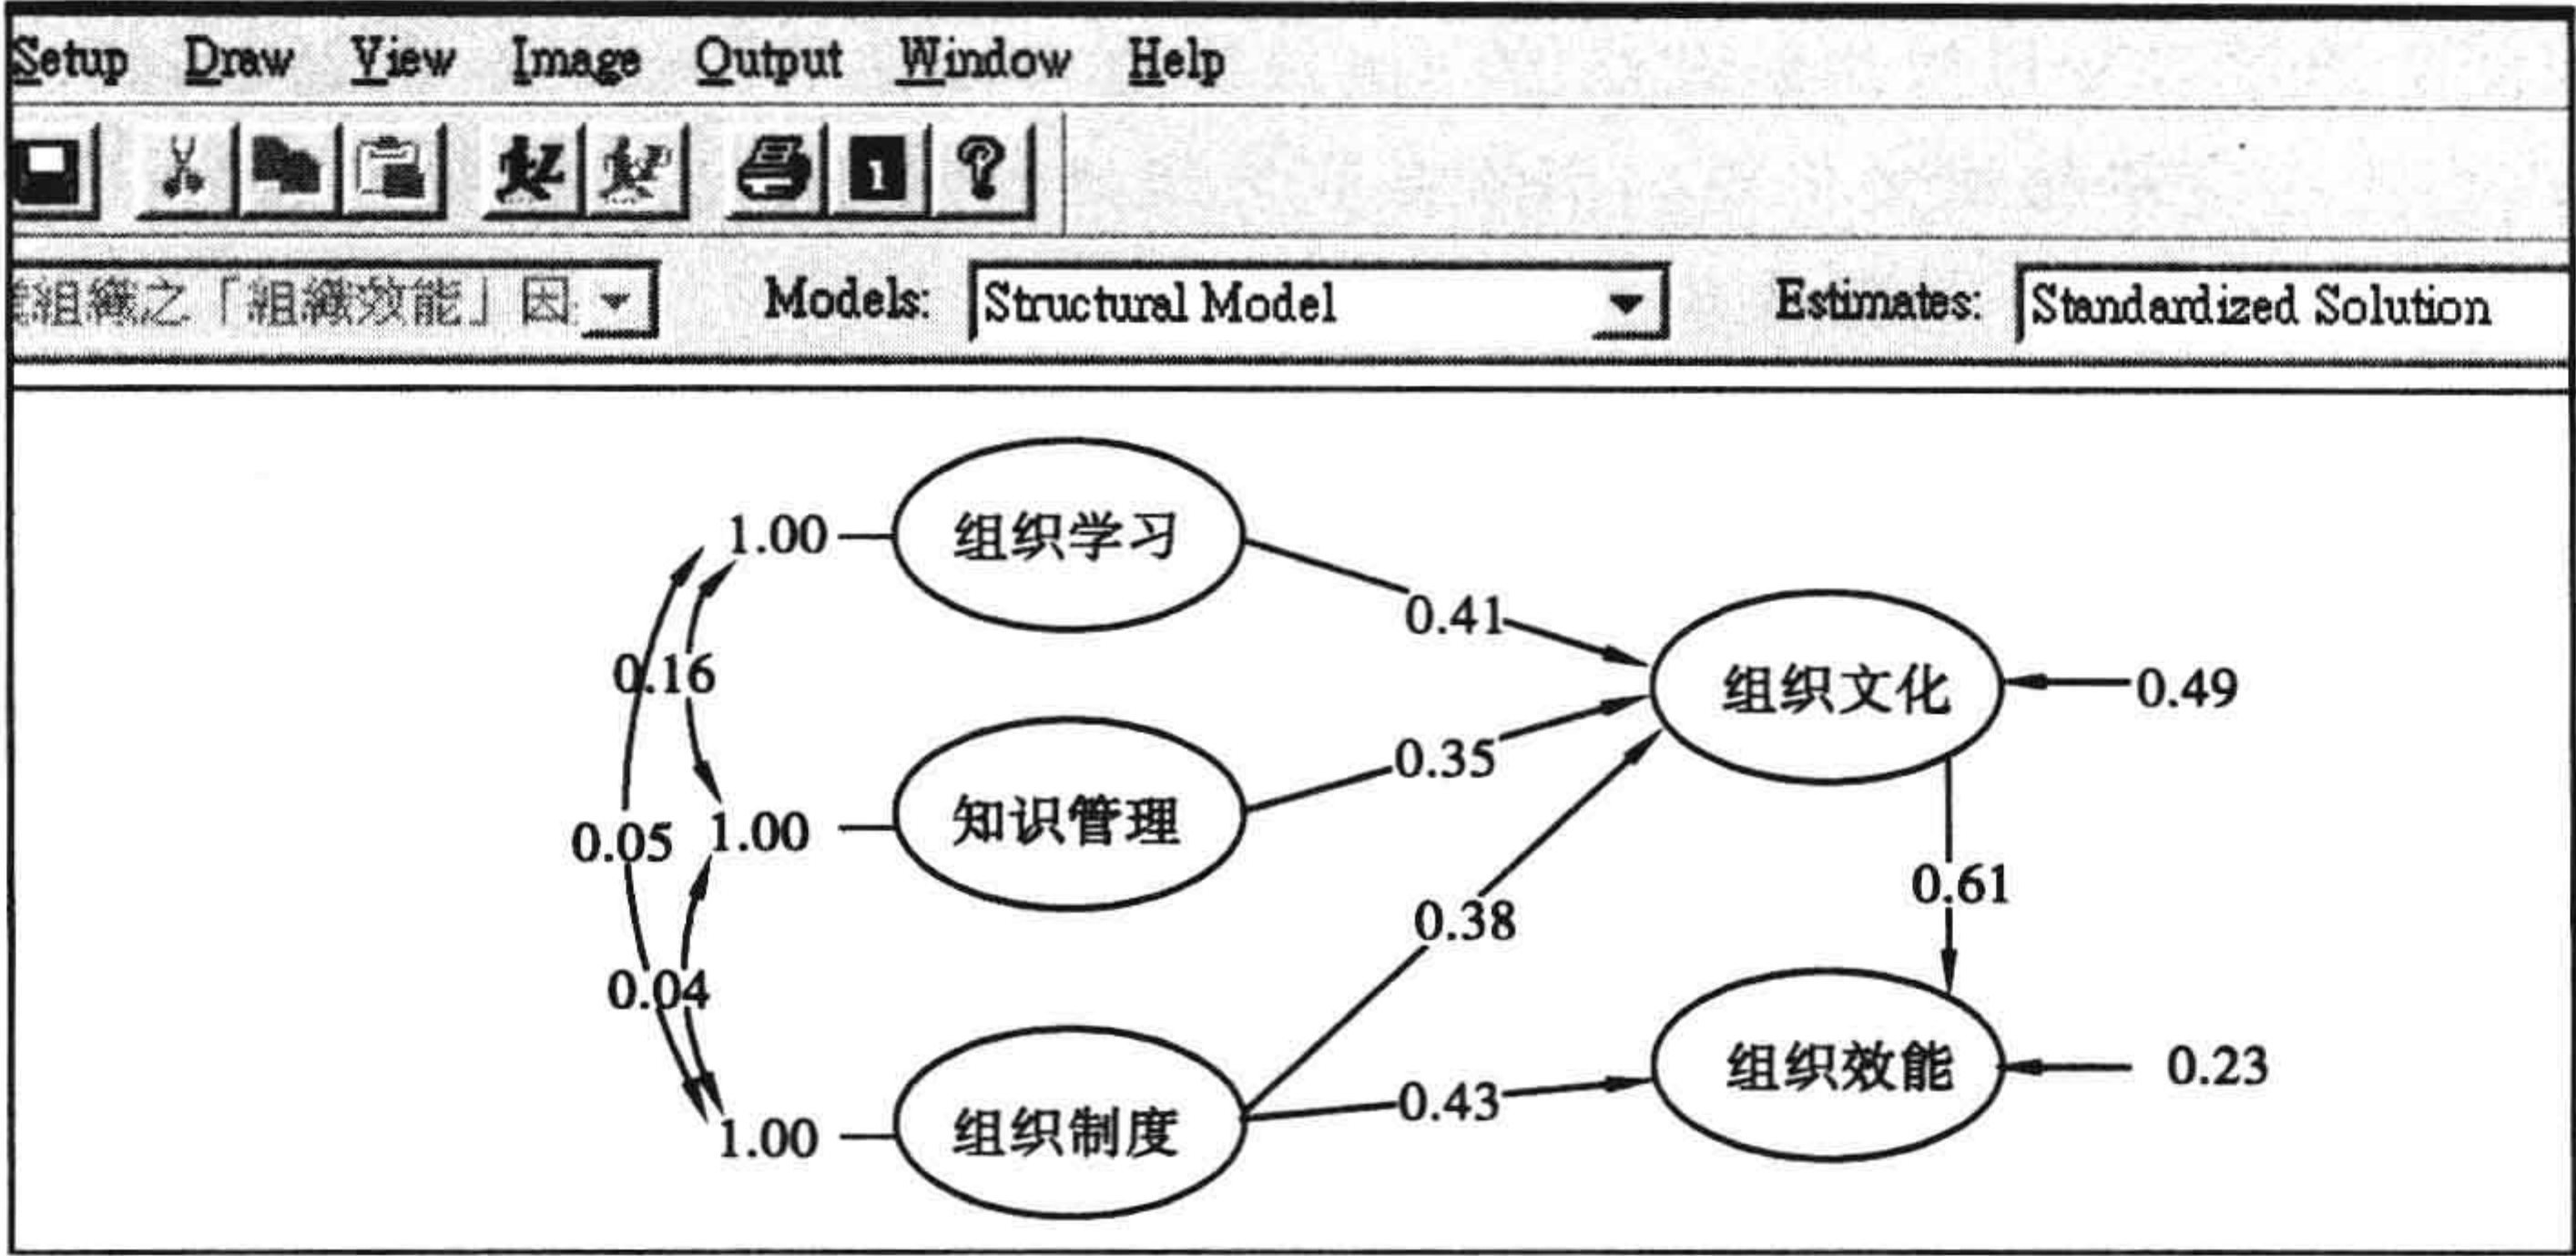 Setup Draw View Image Output Window Help
組織之「組織效能」因 Models: Structural Model Estimates: Standardized Solution
1.00 组织学习
0.41
0.16
组织文化 0.49
0.35
0.05 1.00 知识管理
0.61
0.38
0.04
组织效能 0.23
0.43
1.00 组织制度